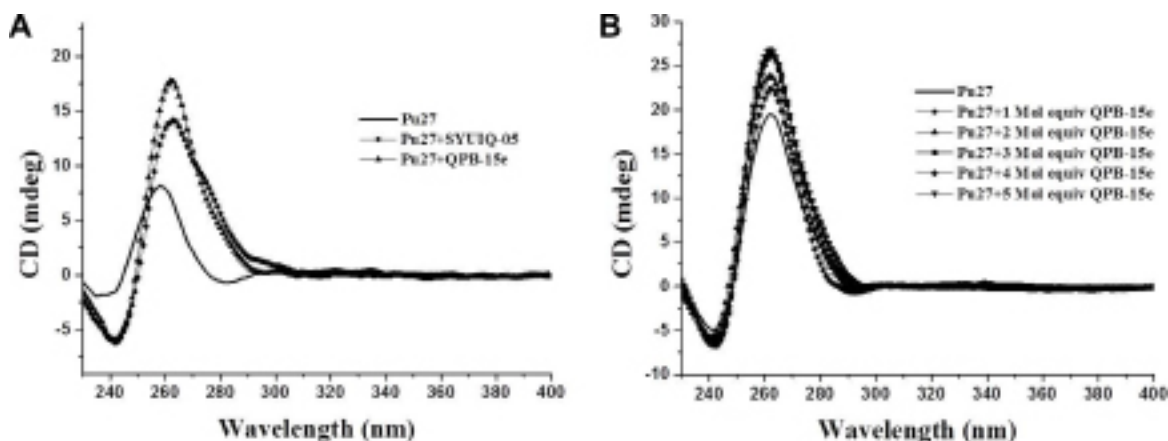 A
CD (mdeg)
20
15
10
5
0
-5
Pu27
Pu27+SYUIQ-05
Pu27+QPB-15e
240 260 280 300 320 340 360 380 400
Wavelength (nm)
B
CD (mdeg)
30
25
20
15
10
5
0
-5
-10
Pu27
Pu27+1 Mol equiv QPB-15e
Pu27+2 Mol equiv QPB-15e
Pu27+3 Mol equiv QPB-15e
Pu27+4 Mol equiv QPB-15e
Pu27+5 Mol equiv QPB-15e
240 260 280 300 320 340 360 380 400
Wavelength (nm)